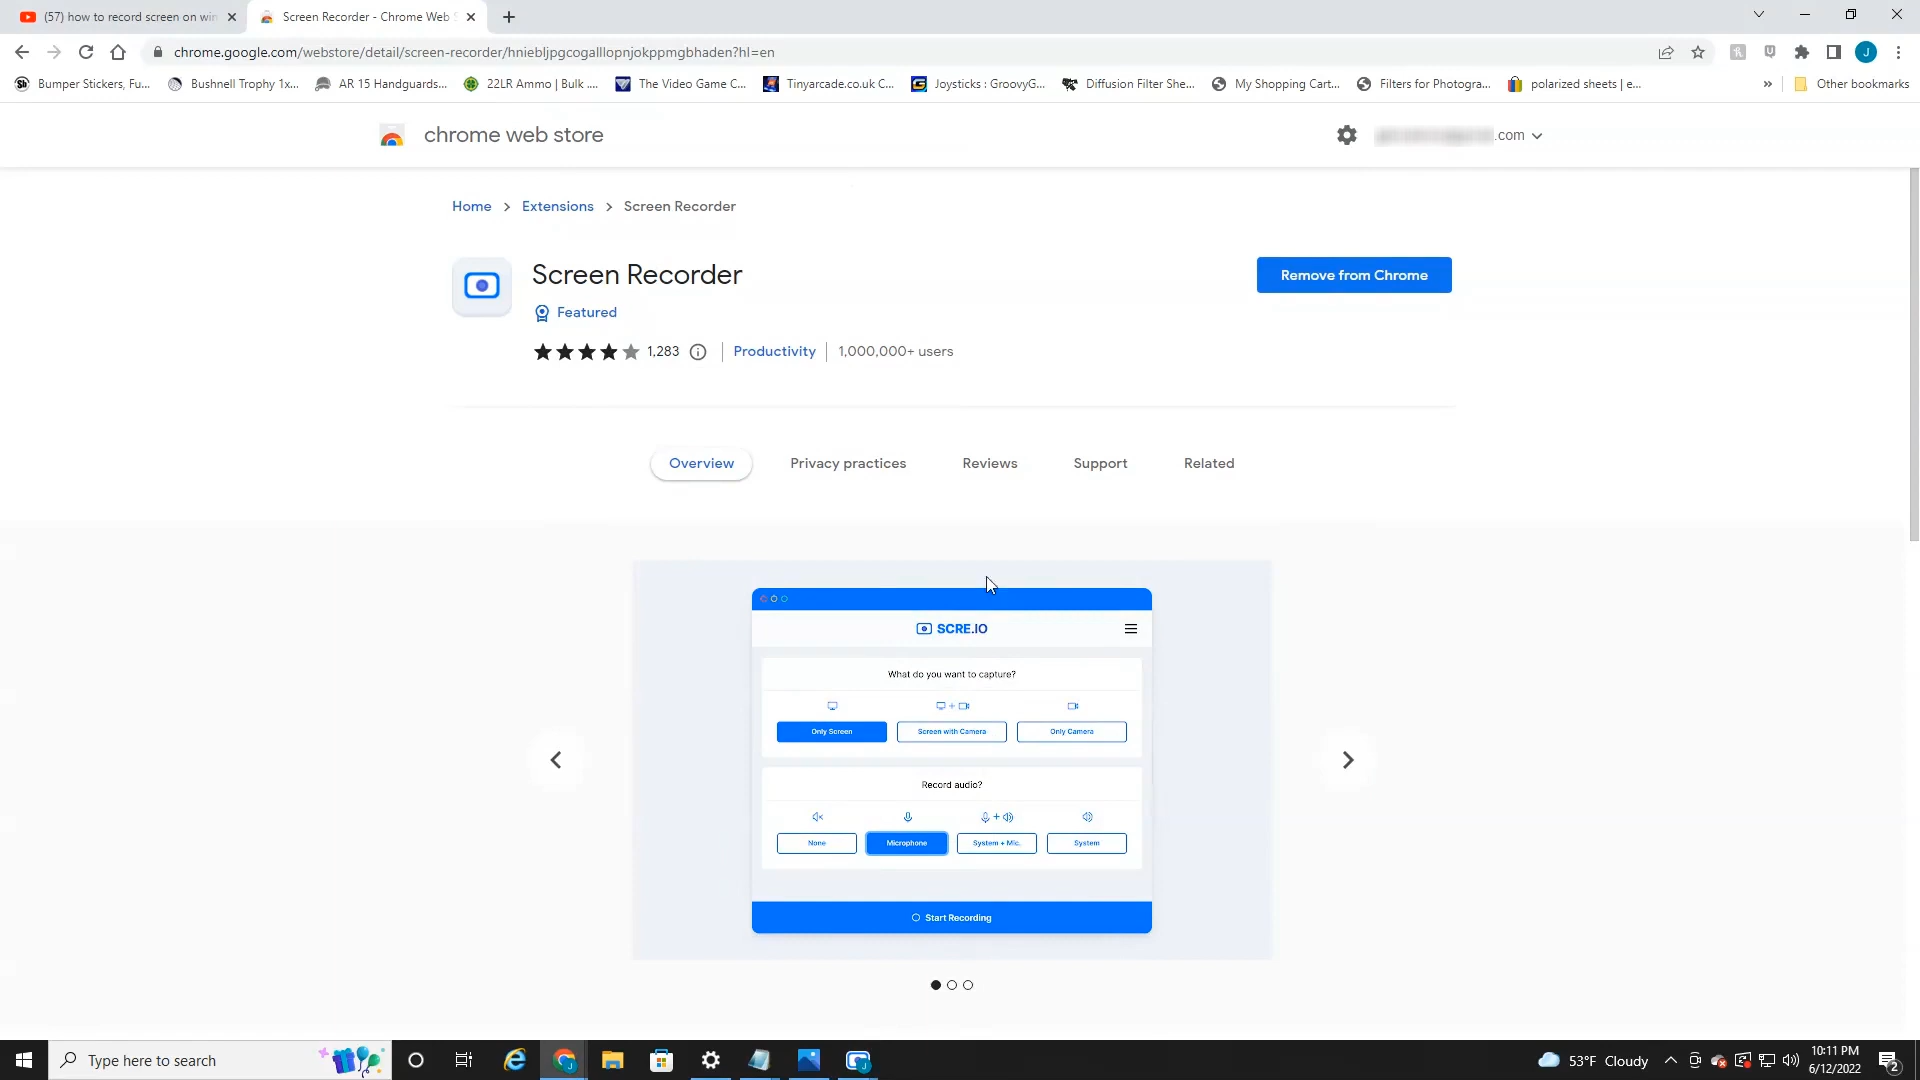 (57) how to record screen on win
Screen Recorder - Chrome Web S
chrome.google.com/webstore/detail/screen-recorder/hniebljpgcogalllopnjokppmgbhaden?hl=en
J
Bumper Stickers, Fu...
Bushnell Trophy 1x...
AR 15 Handguards...
22LR Ammo | Bulk ....
The Video Game C...
Tinyarcade.co.uk C...
Joysticks : GroovyG...
Diffusion Filter She...
My Shopping Cart...
Filters for Photogra...
polarized sheets | e...
»
Other bookmarks
chrome web store
.com
Home > Extensions > Screen Recorder
Screen Recorder
Remove from Chrome
Featured
1,283
Productivity
1,000,000+ users
Overview
Privacy practices
Reviews
Support
Related
SCRE.IO
What do you want to capture?
+
Only Screen
Screen with Camera
Only Camera
Record audio?
+
None
Microphone
System + Mic.
System
Start Recording
Type here to search
53°F Cloudy
10:11 PM
6/12/2022
2